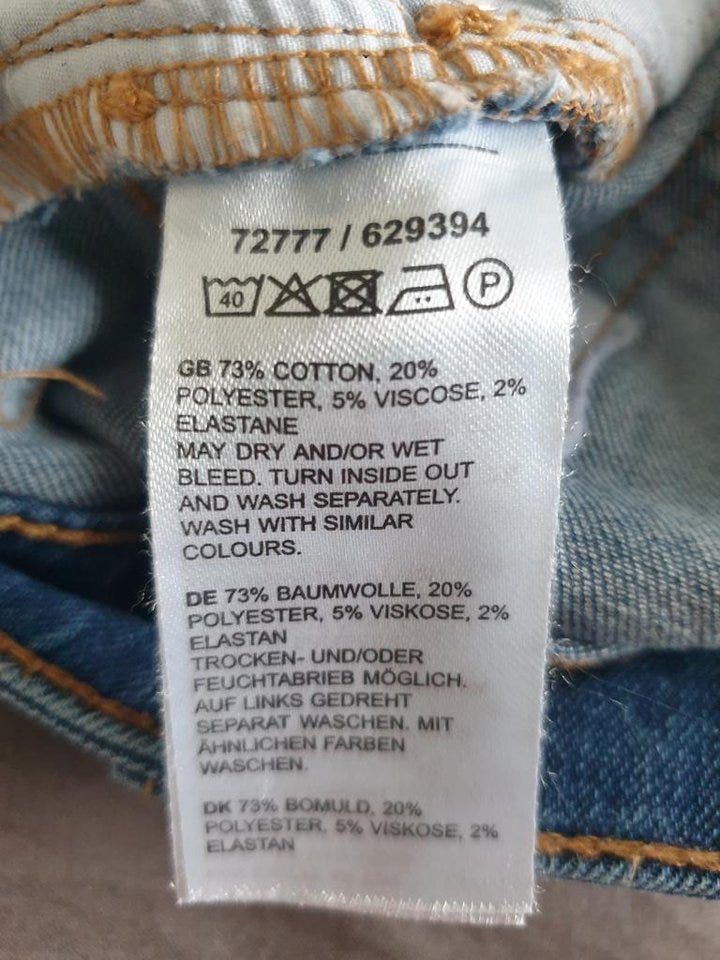 72777 / 629394
40 P
GB 73% COTTON, 20%
POLYESTER, 5% VISCOSE, 2%
ELASTANE
MAY DRY AND/OR WET
BLEED. TURN INSIDE OUT
AND WASH SEPARATELY.
WASH WITH SIMILAR
COLOURS.
DE 73% BAUMWOLLE, 20%
POLYESTER, 5% VISKOSE, 2%
ELASTAN
TROCKEN- UND/ODER
FEUCHTABRIEB MÖGLICH.
AUF LINKS GEDREHT
SEPARAT WASCHEN. MIT
ÄHNLICHEN FARBEN
WASCHEN.
DK 73% BOMULD, 20%
POLYESTER, 5% VISKOSE, 2%
ELASTAN